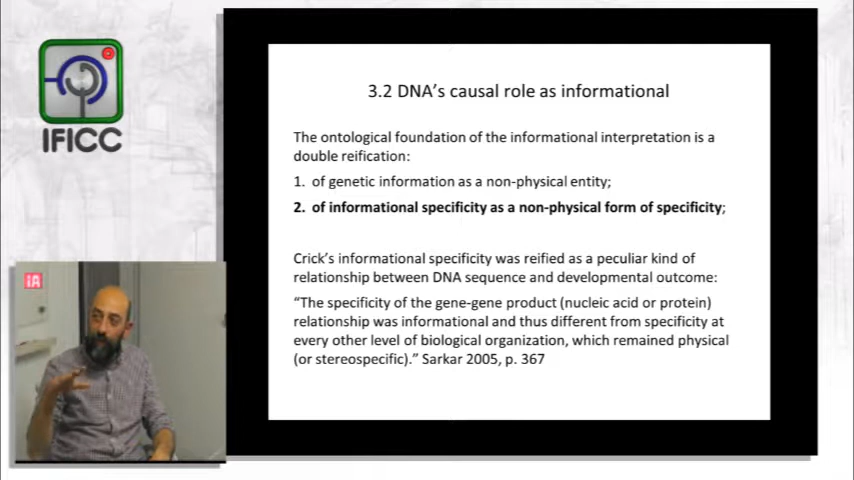 IFICC
iA
3.2 DNA's causal role as informational
The ontological foundation of the informational interpretation is a
double reification:
1. of genetic information as a non-physical entity;
2. of informational specificity as a non-physical form of specificity;
Crick's informational specificity was reified as a peculiar kind of
relationship between DNA sequence and developmental outcome:
“The specificity of the gene-gene product (nucleic acid or protein)
relationship was informational and thus different from specificity at
every other level of biological organization, which remained physical
(or stereospecific).” Sarkar 2005, p. 367